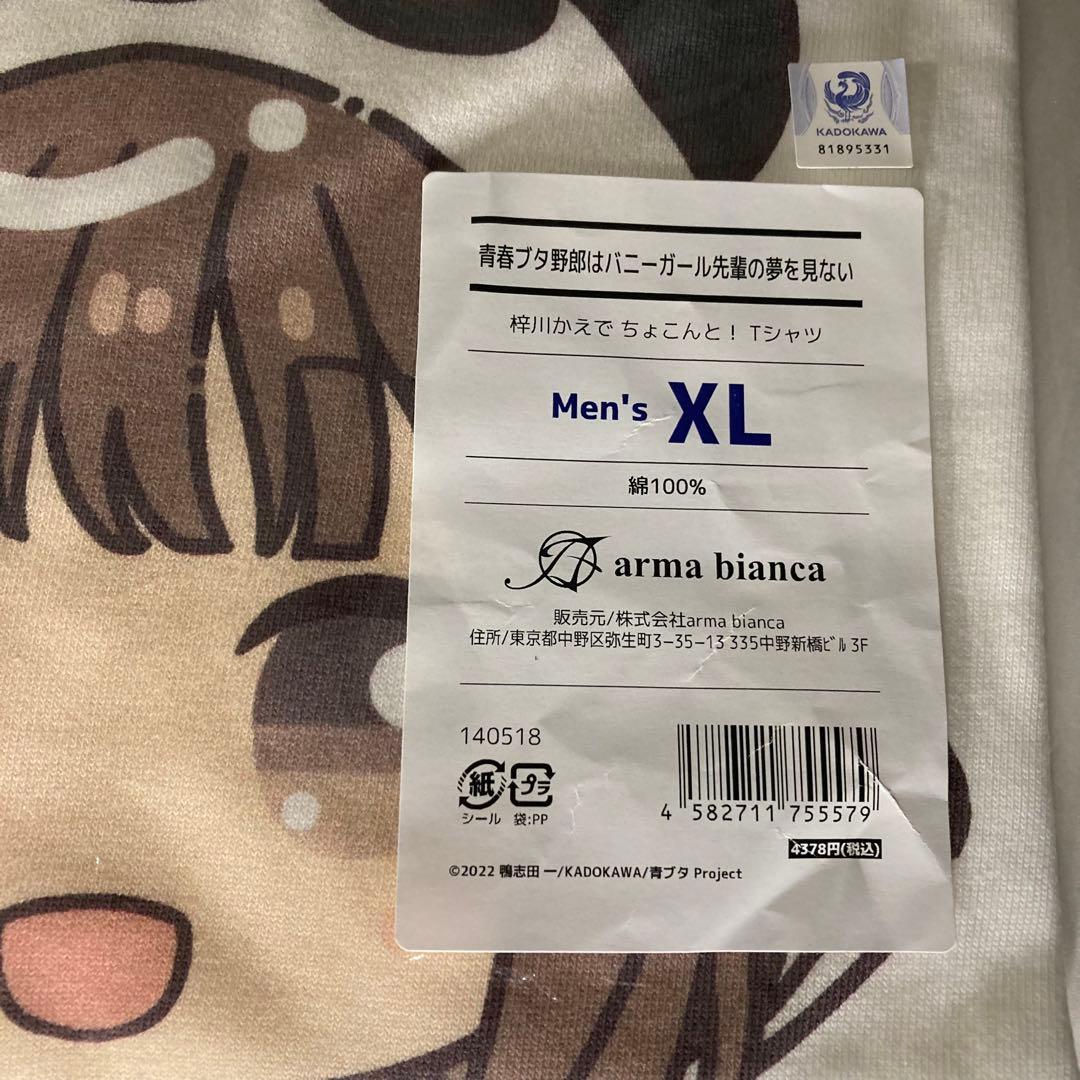 KADOKAWA
81895331
青春ブタ野郎はバニーガール先輩の夢を見ない
梓川かえで ちょこんと! Tシャツ
Men's XL
綿100%
arma bianca
販売元/株式会社arma bianca
住所/東京都中野区弥生町3-35-13 335中野新橋ビル3F
140518
紙 プラ
シール 袋:PP
4 582711 755579
4378円(税込)
©2022 鴨志田 一/KADOKAWA/青ブタ Project